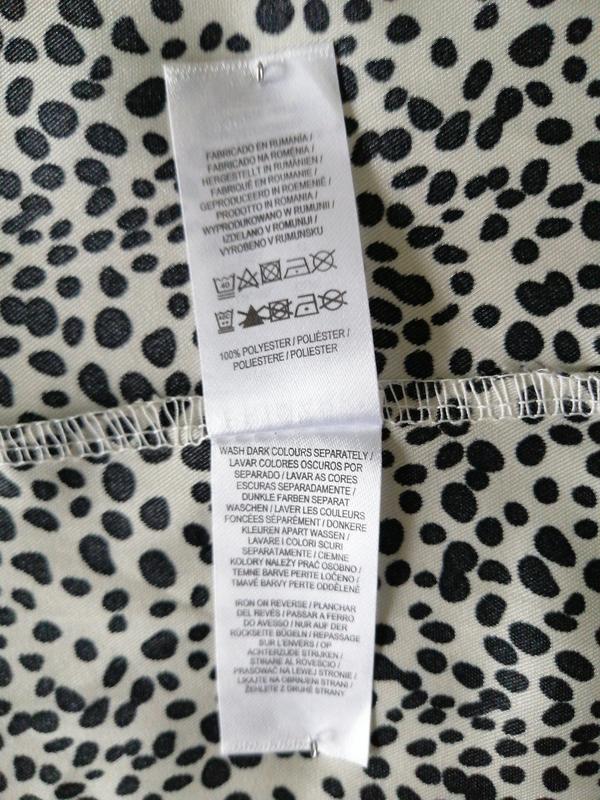 FABRICADO EN RUMANÍA /
FABRICADO NA ROMÉNIA /
HERGESTELLT IN RUMÄNIEN /
FABRIQUÉ EN ROUMANIE /
GEPRODUCEERD IN ROEMENIË /
PRODOTTO IN ROMANIA /
WYPRODUKOWANO W RUMUNII /
IZDELANO V ROMUNIJI /
VYROBENO V RUMUNSKU
40
100% POLYESTER / POLIÉSTER /
POLIESTERE / POLIESTER
WASH DARK COLOURS SEPARATELY /
LAVAR COLORES OSCUROS POR
SEPARADO / LAVAR AS CORES
ESCURAS SEPARADAMENTE /
DUNKLE FARBEN SEPARAT
WASCHEN / LAVER LES COULEURS
FONCÉES SÉPARÉMENT / DONKERE
KLEUREN APART WASSEN /
LAVARE I COLORI SCURI
SEPARATAMENTE / CIEMNE
KOLORY NALEŻY PRAĆ OSOBNO /
TEMNE BARVE PERITE LOČENO /
TMAVÉ BARVY PERTE ODDĚLENĚ
IRON ON REVERSE / PLANCHAR
DEL REVÉS / PASSAR A FERRO
DO AVESSO / NUR AUF DER
RÜCKSEITE BÜGELN / REPASSAGE
SUR L'ENVERS / OP
ACHTERZIJDE STRIJKEN /
STIRARE AL ROVESCIO /
PRASOWAĆ NA LEWEJ STRONIE /
LIKAJTE NA OBRNJENI STRANI /
ŽEHLETE Z DRUHÉ STRANY